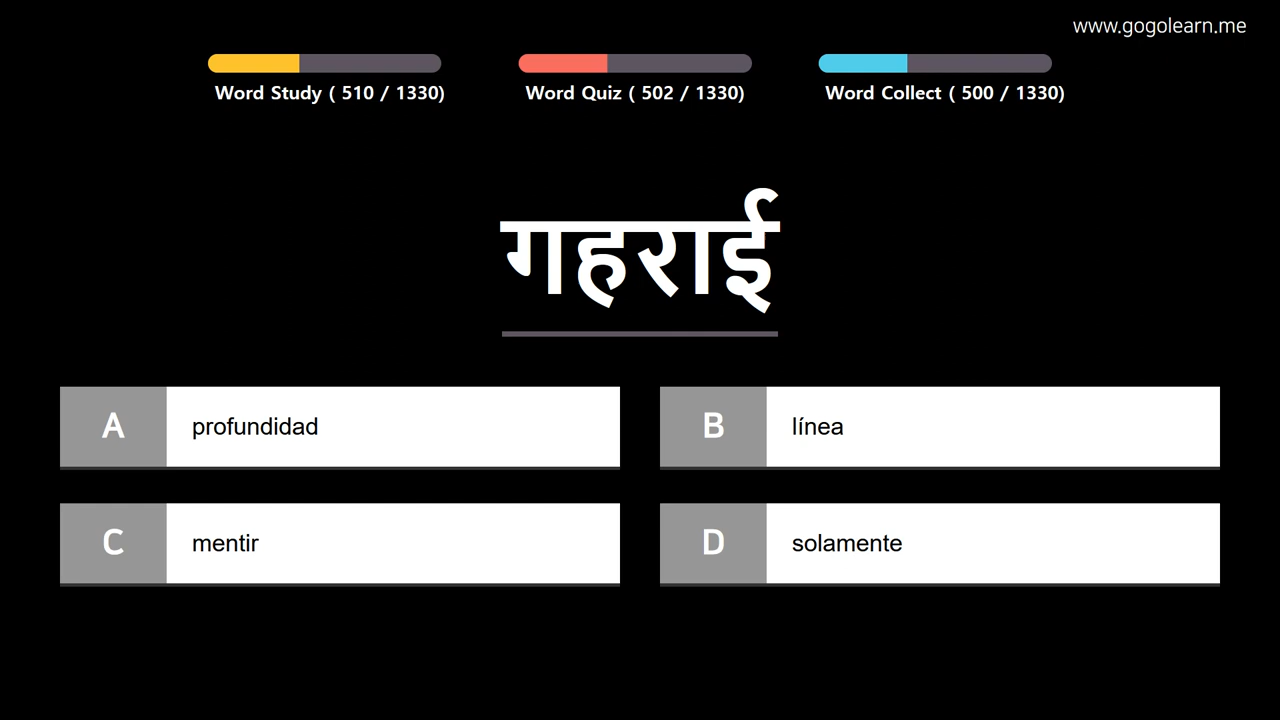 www.gogolearn.me
Word Study ( 510 / 1330)
Word Quiz ( 502 / 1330)
Word Collect ( 500 / 1330)
गहराई
A profundidad
B línea
C mentir
D solamente